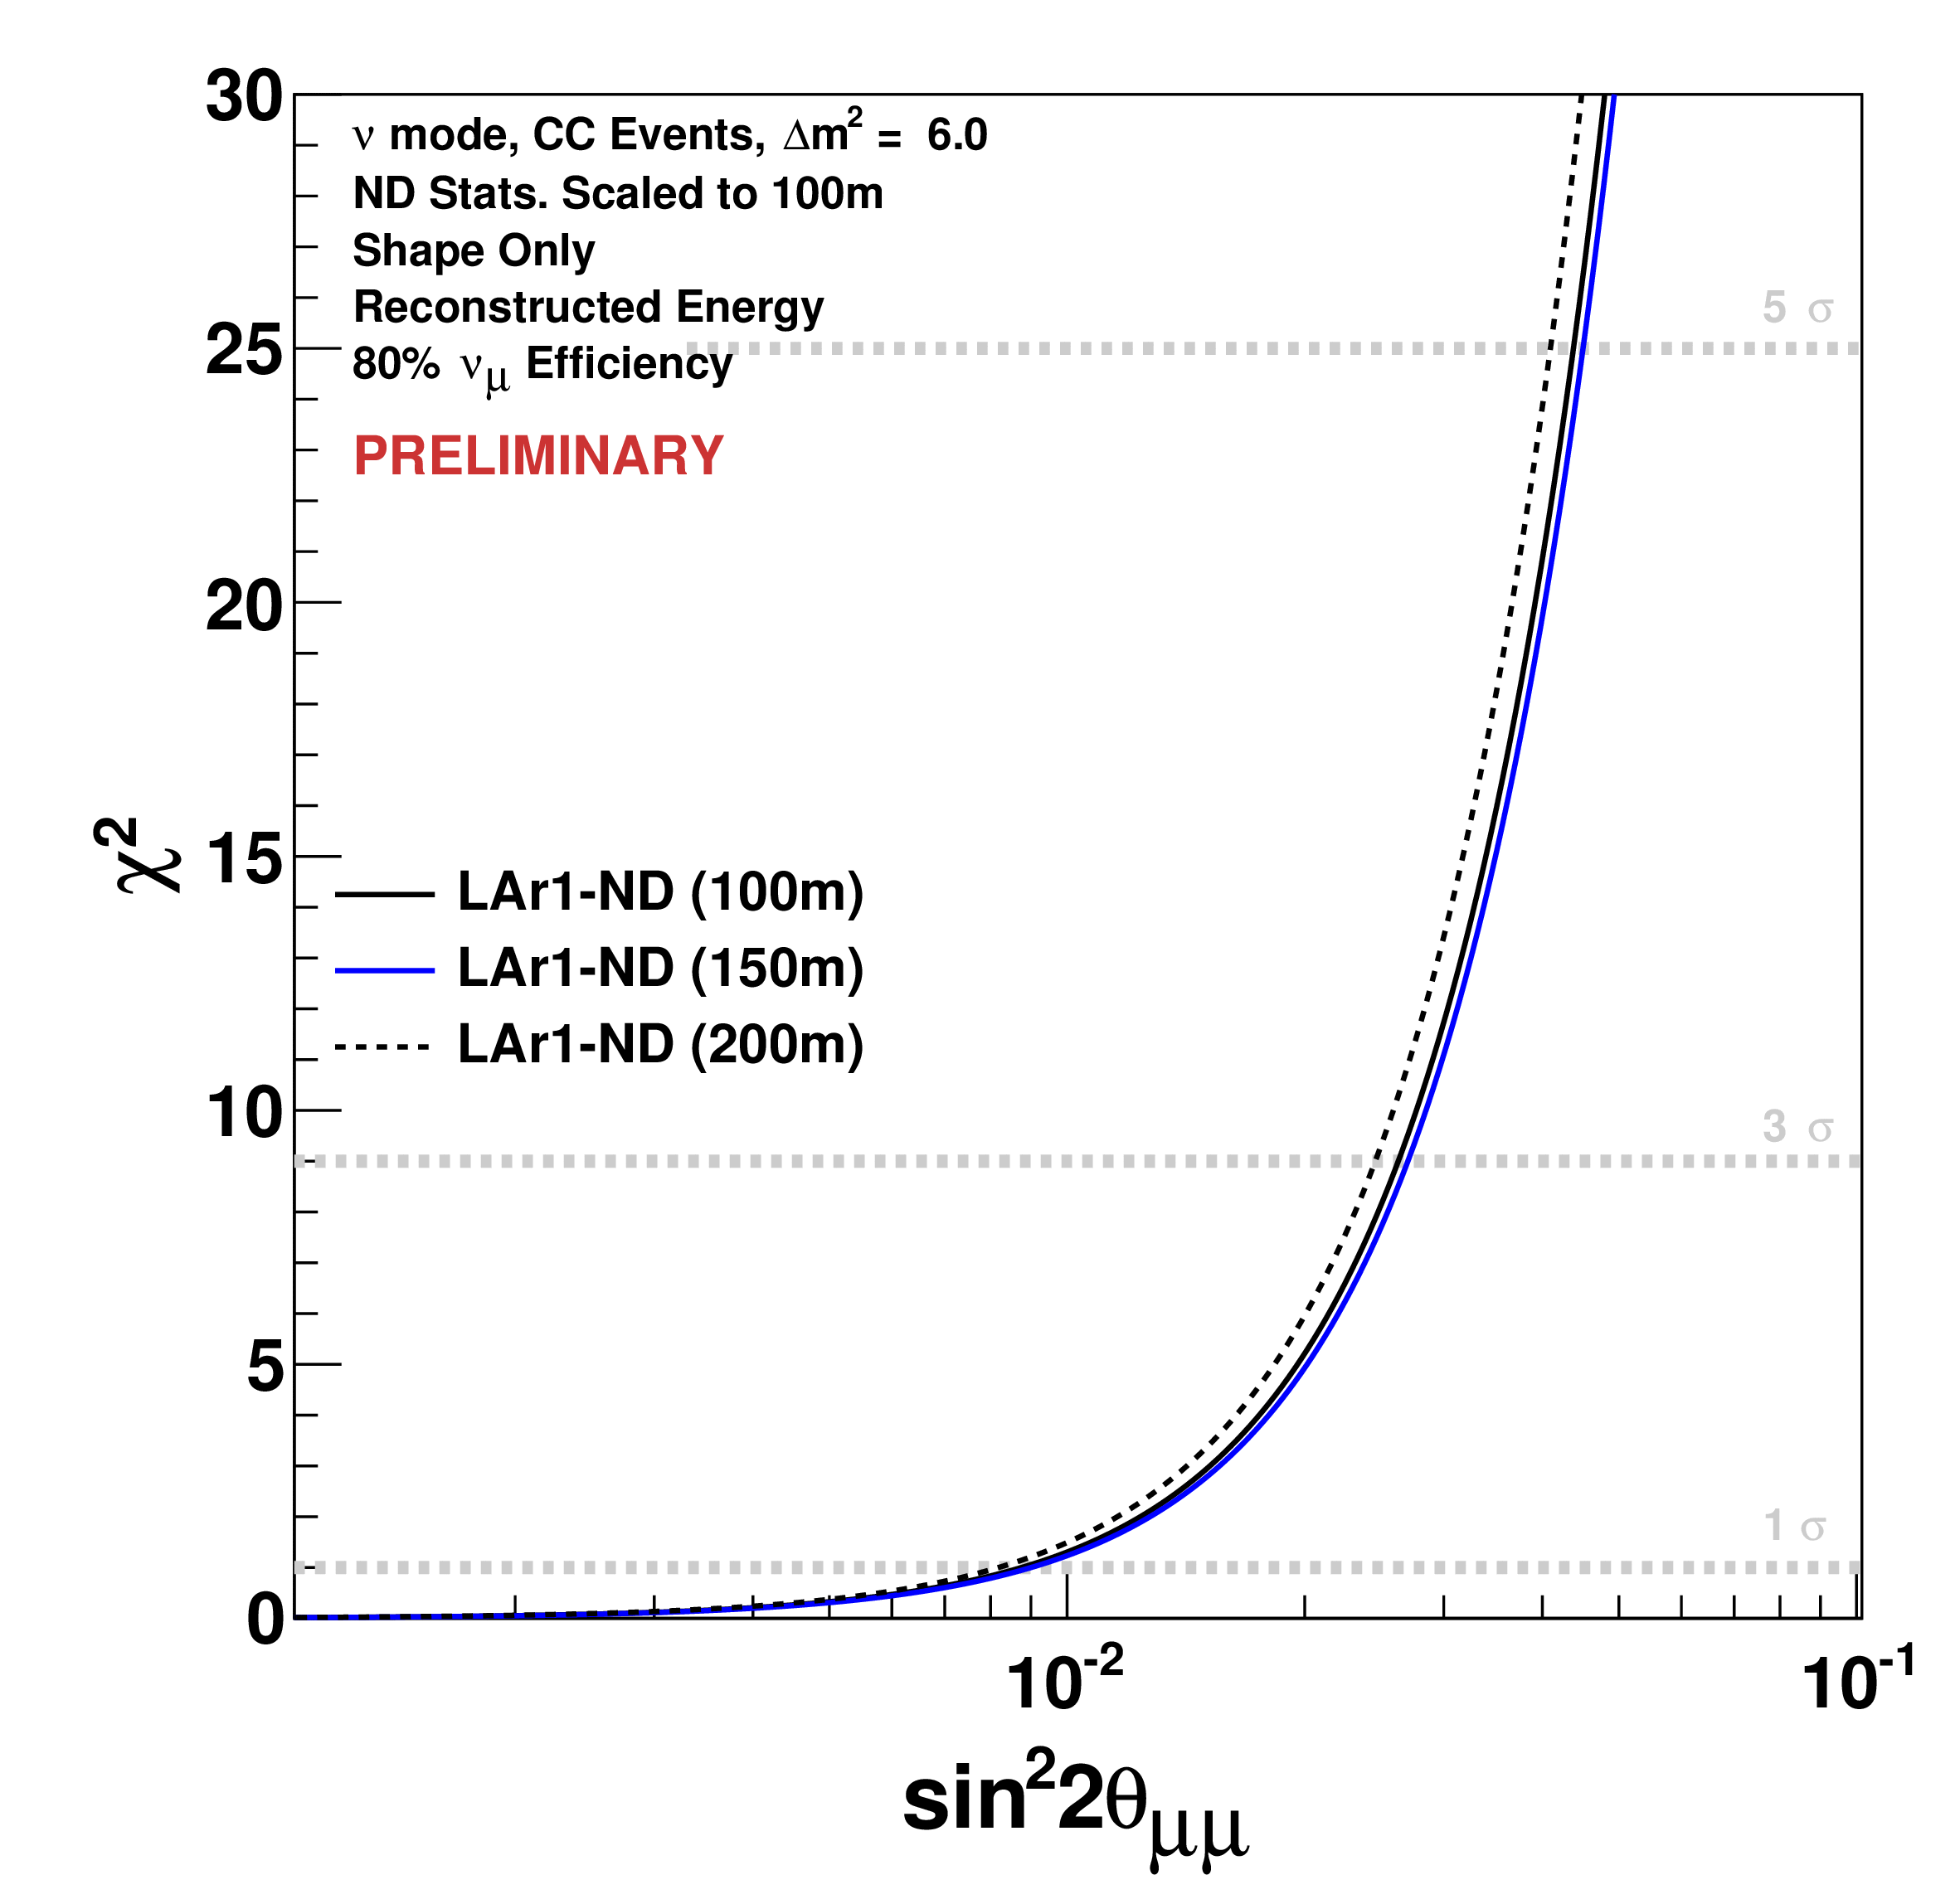 30
ν mode, CC Events, Δm² = 6.0
ND Stats. Scaled to 100m
Shape Only
Reconstructed Energy
5 σ
25
80% νμ Efficiency
PRELIMINARY
20
χ²
15
LAr1-ND (100m)
LAr1-ND (150m)
LAr1-ND (200m)
10
3 σ
5
1 σ
0
10⁻² 10⁻¹
sin²2θμμ